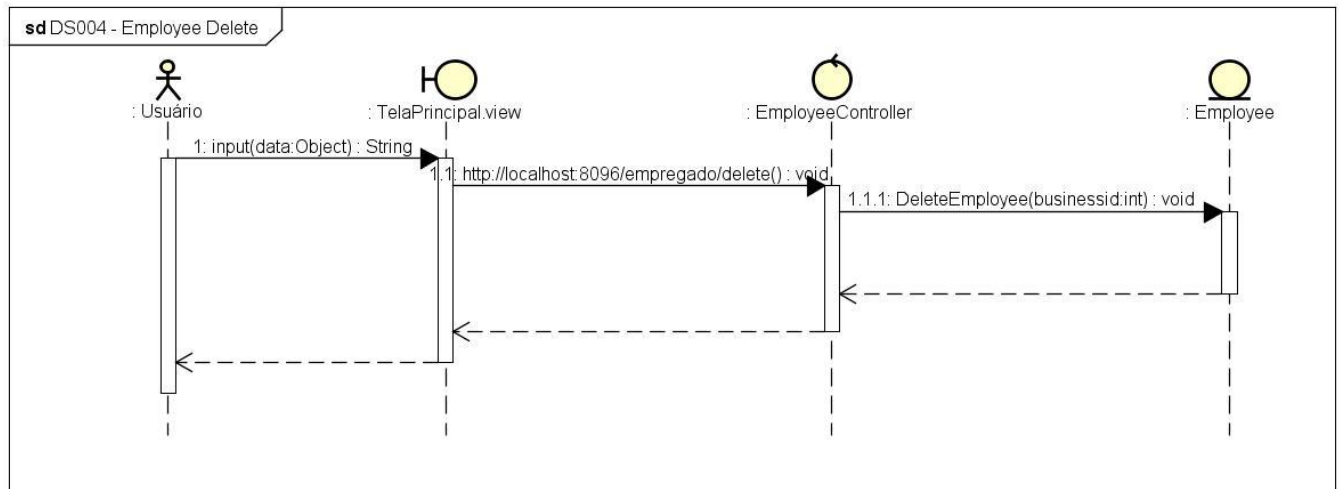 sd DS004 - Employee Delete
: Usuário
: TelaPrincipal.view
: EmployeeController
: Employee
1: input(data:Object) : String
1.1: http://localhost:8096/empregado/delete() : void
1.1.1: DeleteEmployee(businessid:int) : void